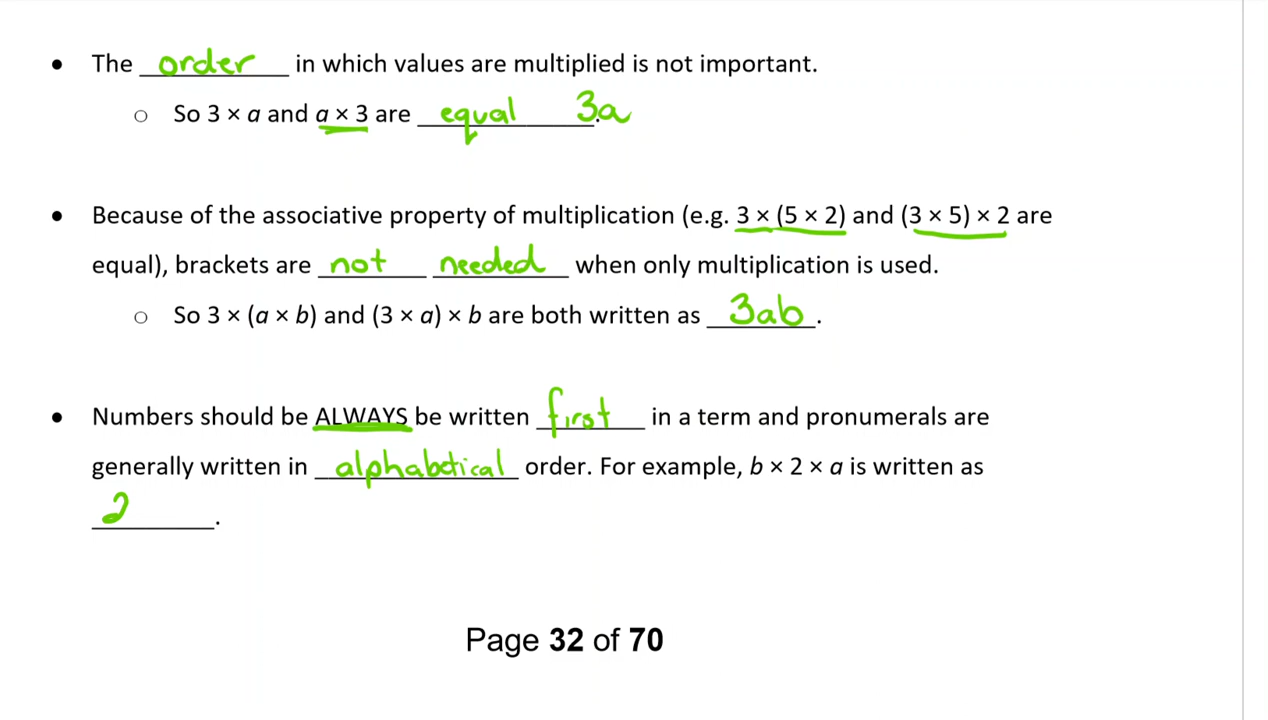 • The order in which values are multiplied is not important.
o So 3 × a and a × 3 are equal 3a.
• Because of the associative property of multiplication (e.g. 3 × (5 × 2) and (3 × 5) × 2 are
equal), brackets are not needed when only multiplication is used.
o So 3 × (a × b) and (3 × a) × b are both written as 3ab.
• Numbers should be ALWAYS be written first in a term and pronumerals are
generally written in alphabetical order. For example, b × 2 × a is written as
2.
Page 32 of 70